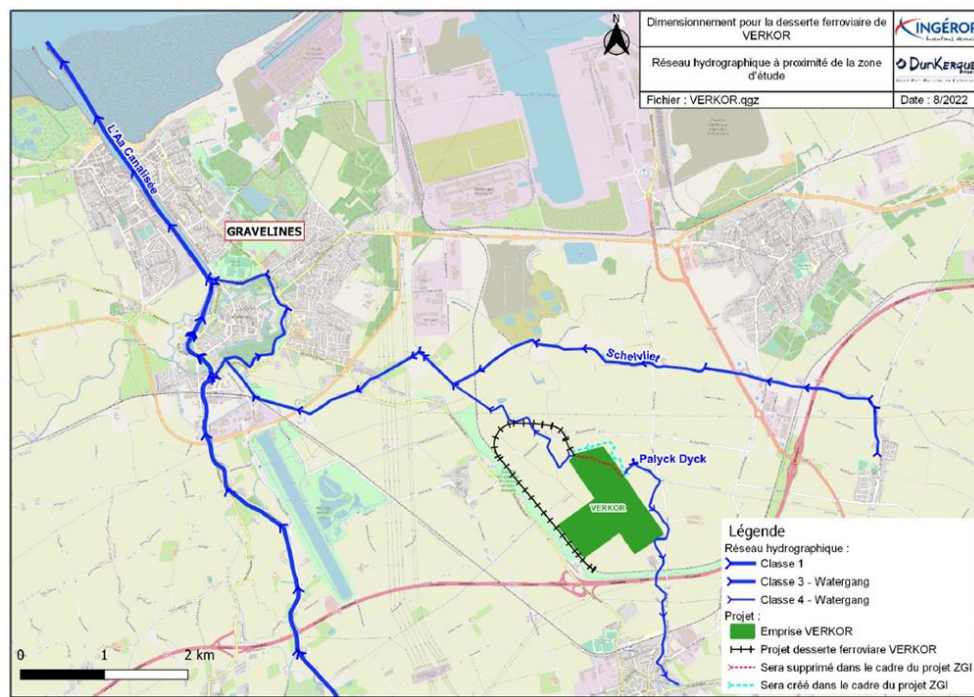 Dimensionnement pour la desserte ferroviaire de
VERKOR
INGÉROP
Réseau hydrographique à proximité de la zone
d'étude
DUNKERQUE
Fichier : VERKOR.qgz
Date : 8/2022
N
L'Aa Canalisée
GRAVELINES
Schelvliet
Palyck Dyck
VERKOR
Légende
Réseau hydrographique :
Classe 1
Classe 3 - Watergang
Classe 4 - Watergang
Projet :
Emprise VERKOR
Projet desserte ferroviare VERKOR
Sera supprimé dans le cadre du projet ZGI
Sera créé dans le cadre du projet ZGI
0 1 2 km